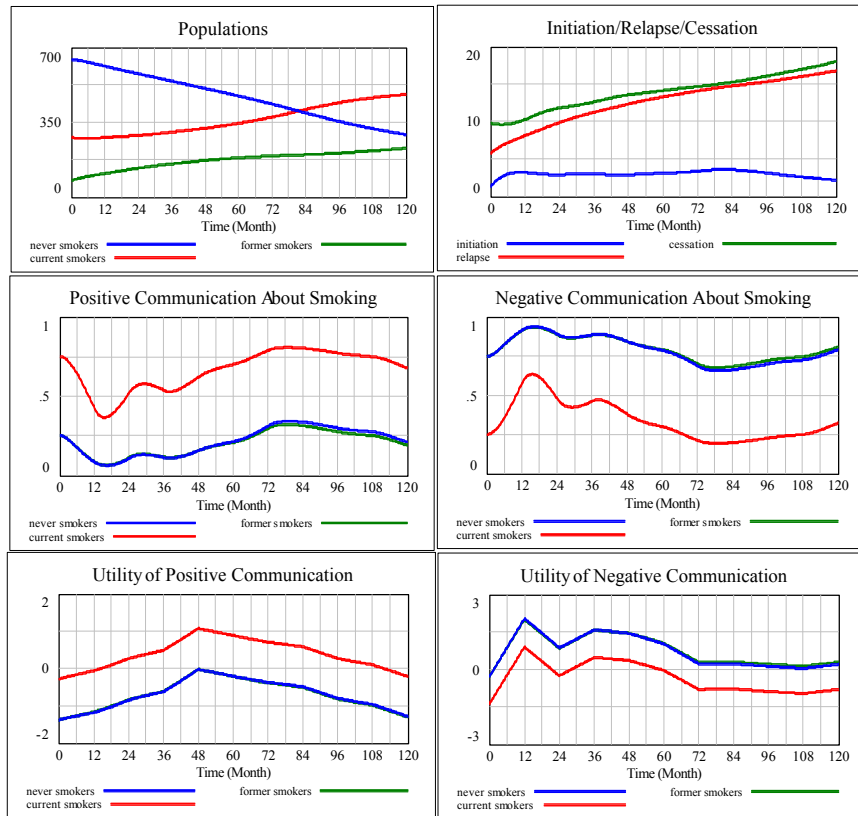 Populations
700
350
0
0 12 24 36 48 60 72 84 96 108 120
Time (Month)
never smokers former smokers
current smokers
Initiation/Relapse/Cessation
20
10
0
0 12 24 36 48 60 72 84 96 108 120
Time (Month)
initiation cessation
relapse
Positive Communication About Smoking
1
.5
0
0 12 24 36 48 60 72 84 96 108 120
Time (Month)
never smokers former smokers
current smokers
Negative Communication About Smoking
1
.5
0
0 12 24 36 48 60 72 84 96 108 120
Time (Month)
never smokers former smokers
current smokers
Utility of Positive Communication
2
0
-2
0 12 24 36 48 60 72 84 96 108 120
Time (Month)
never smokers former smokers
current smokers
Utility of Negative Communication
3
0
-3
0 12 24 36 48 60 72 84 96 108 120
Time (Month)
never smokers former smokers
current smokers